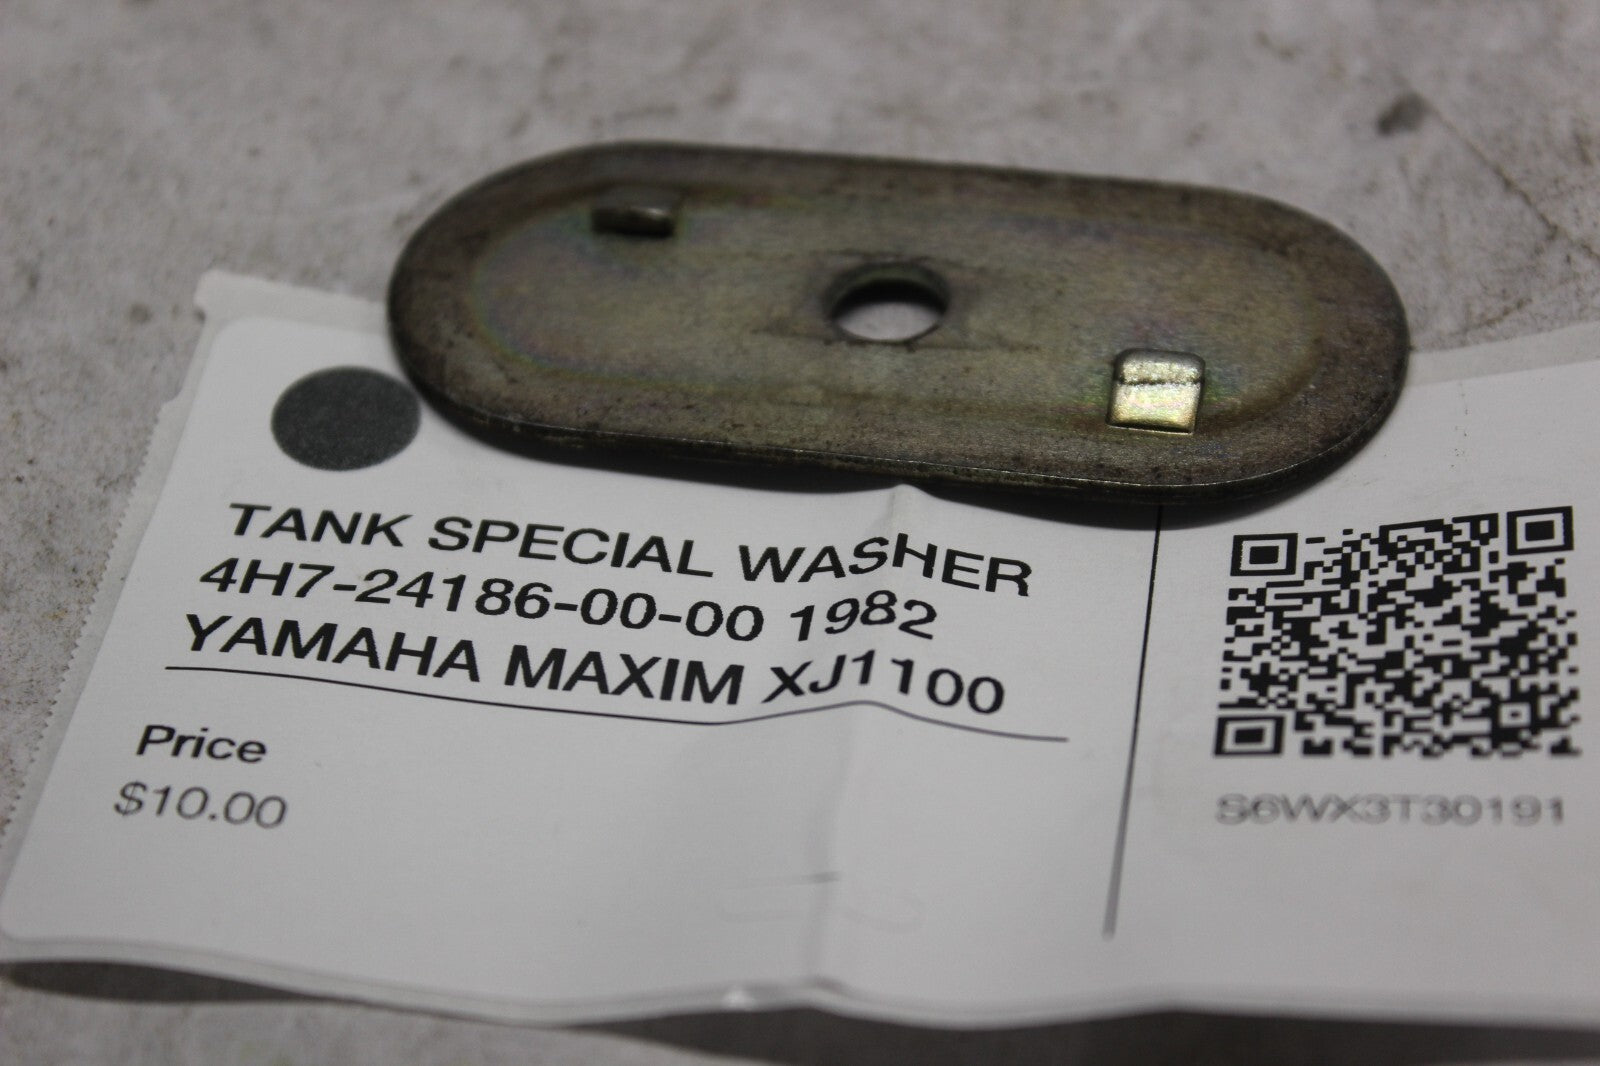 TANK SPECIAL WASHER
4H7-24186-00-00 1982
YAMAHA MAXIM XJ1100
Price
$10.00
S6WX3T30191